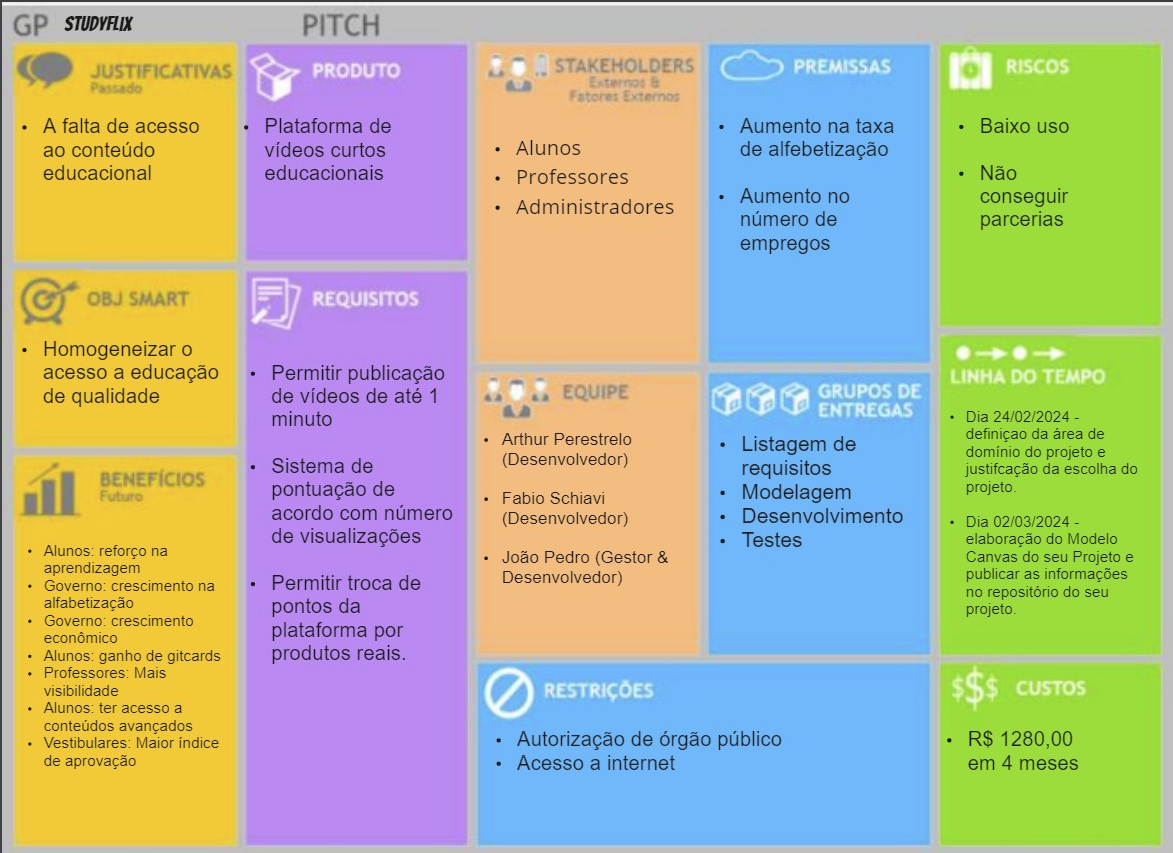 GP STUDYFLIX PITCH
JUSTIFICATIVAS
Passado
• A falta de acesso
ao conteúdo
educacional
OBJ SMART
• Homogeneizar o
acesso a educação
de qualidade
BENEFÍCIOS
Futuro
• Alunos: reforço na
aprendizagem
• Governo: crescimento na
alfabetização
• Governo: crescimento
econômico
• Alunos: ganho de gitcards
• Professores: Mais
visibilidade
• Alunos: ter acesso a
conteúdos avançados
• Vestibulares: Maior índice
de aprovação
PRODUTO
• Plataforma de
vídeos curtos
educacionais
REQUISITOS
• Permitir publicação
de vídeos de até 1
minuto
• Sistema de
pontuação de
acordo com número
de visualizações
• Permitir troca de
pontos da
plataforma por
produtos reais.
STAKEHOLDERS
Externos &
Fatores Externos
• Alunos
• Professores
• Administradores
EQUIPE
• Arthur Perestrelo
(Desenvolvedor)
• Fabio Schiavi
(Desenvolvedor)
• João Pedro (Gestor &
Desenvolvedor)
PREMISSAS
• Aumento na taxa
de alfebetização
• Aumento no
número de
empregos
GRUPOS DE
ENTREGAS
• Listagem de
requisitos
• Modelagem
• Desenvolvimento
• Testes
RESTRIÇÕES
• Autorização de órgão público
• Acesso a internet
RISCOS
• Baixo uso
• Não
conseguir
parcerias
LINHA DO TEMPO
• Dia 24/02/2024 -
definiçao da área de
domínio do projeto e
justifcação da escolha do
projeto.
• Dia 02/03/2024 -
elaboração do Modelo
Canvas do seu Projeto e
publicar as informações
no repositório do seu
projeto.
$$$ CUSTOS
• R$ 1280,00
em 4 meses